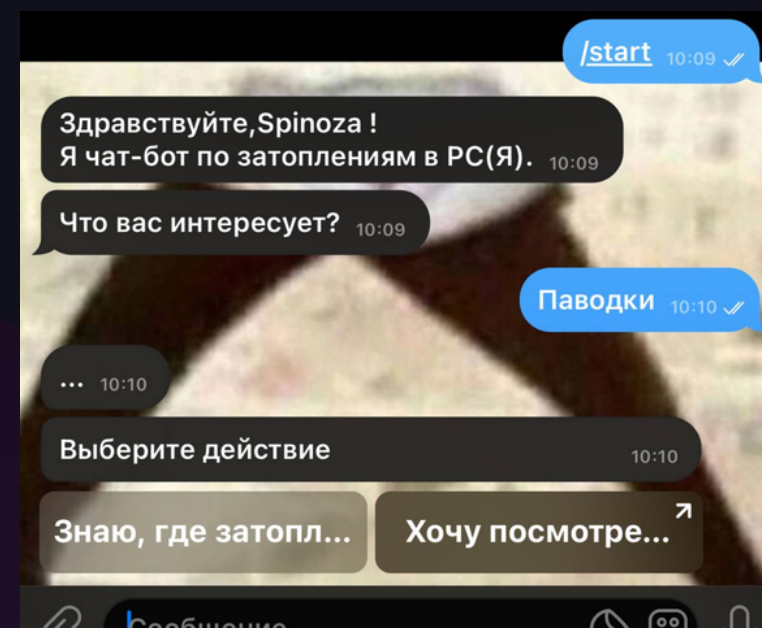 /start 10:09
Здравствуйте,Spinoza !
Я чат-бот по затоплениям в РС(Я). 10:09
Что вас интересует? 10:09
Паводки 10:10
... 10:10
Выберите действие 10:10
Знаю, где затопл... Хочу посмотре...
Сообщение